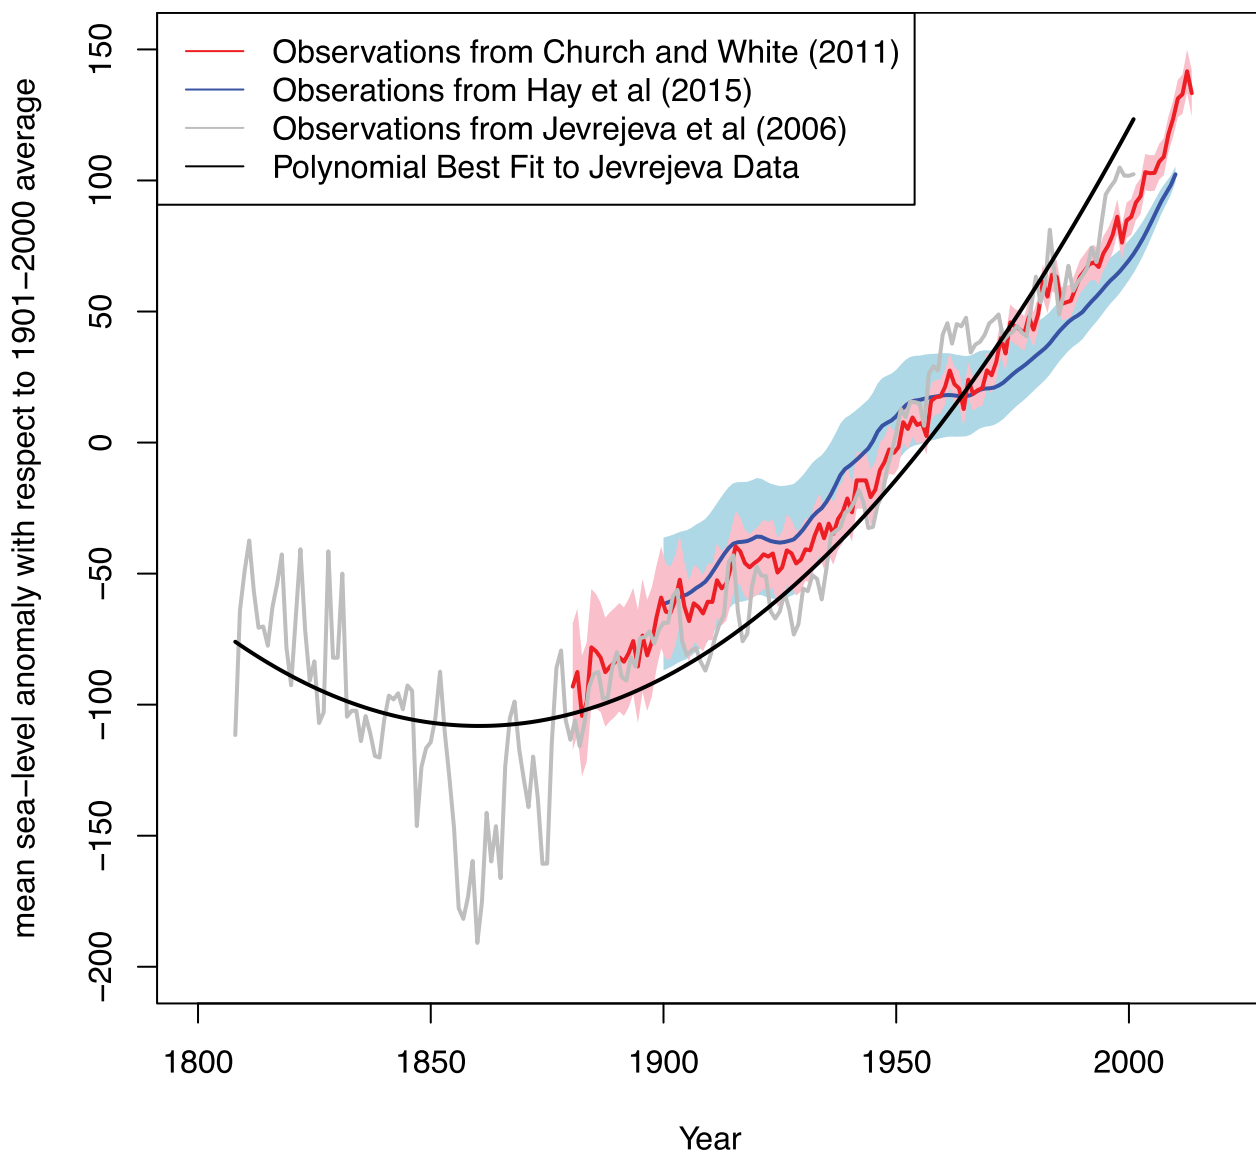 Observations from Church and White (2011)
Obserations from Hay et al (2015)
Observations from Jevrejeva et al (2006)
Polynomial Best Fit to Jevrejeva Data
mean sea−level anomaly with respect to 1901−2000 average
150
100
50
0
−50
−100
−150
−200
1800 1850 1900 1950 2000
Year